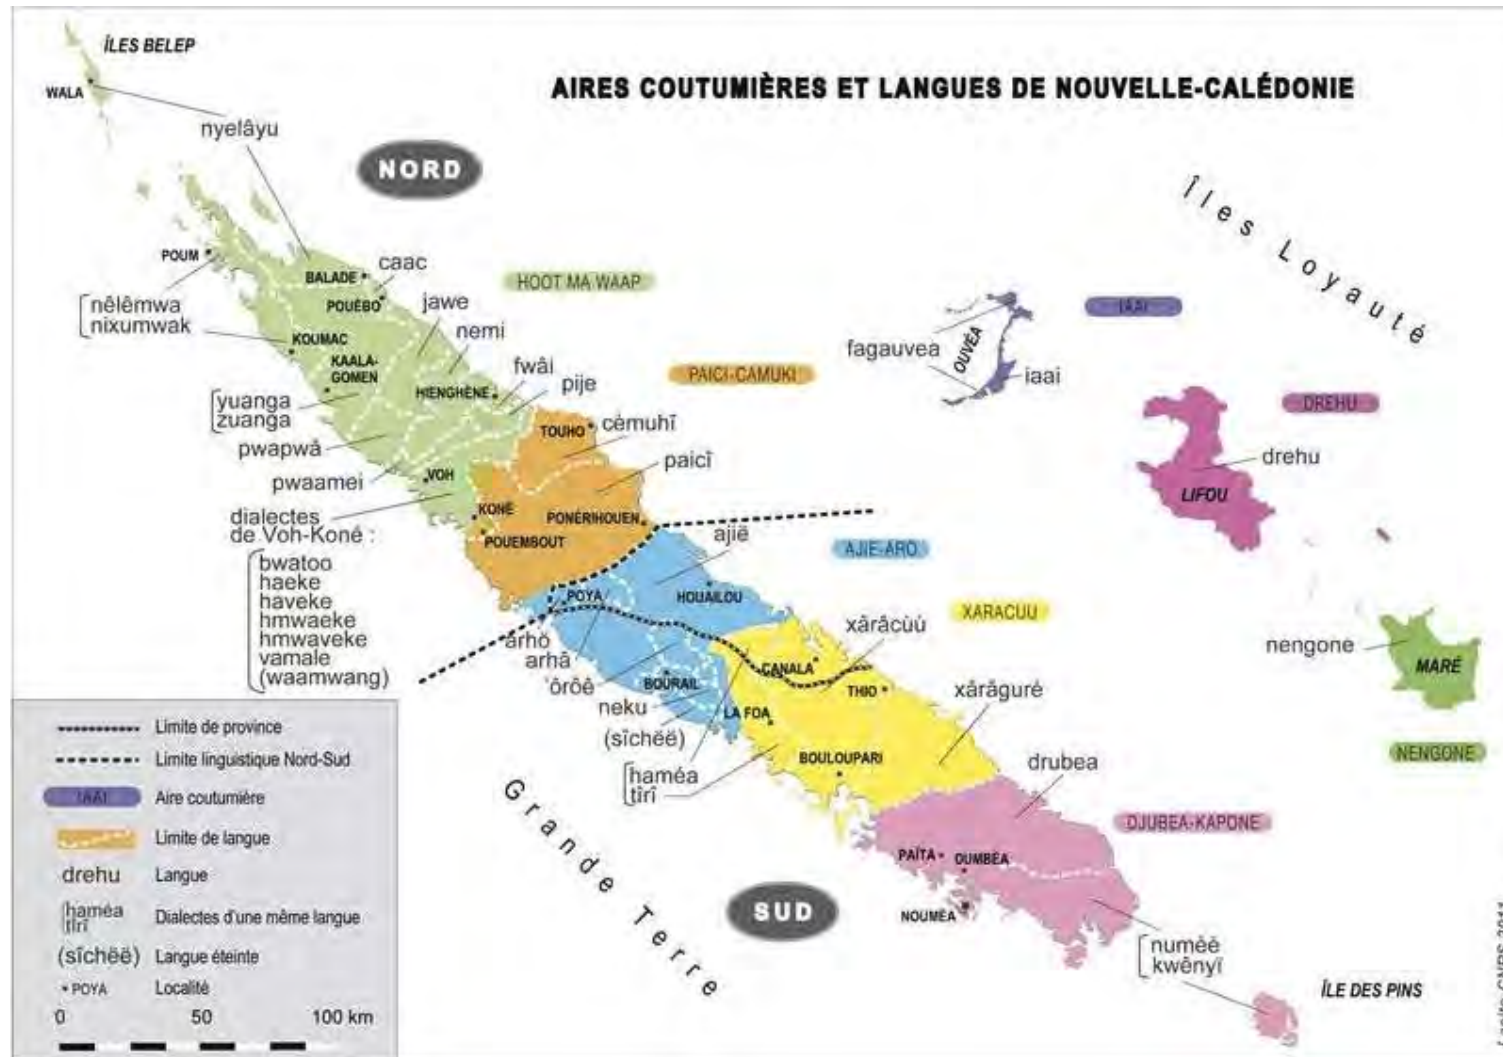 AIRES COUTUMIÈRES ET LANGUES DE NOUVELLE-CALÉDONIE
ÎLES BELEP
WALA
nyelâyu
NORD
Îles Loyauté
POUM
BALADE
caac
POUÉBO
HOOT MA WAAP
jawe
nêlêmwa
nixumwak
nemi
KOUMAC
KAALA-
GOMEN
fwâi
HIENGHÈNE
pije
PAICI-CAMUKI
yuanga
zuanga
TOUHO
cèmuhî
pwapwâ
paicî
VOH
pwaamei
dialectes
de Voh-Koné :
KONÉ
PONÉRIHOUEN
POUEMBOUT
bwatoo
haeke
haveke
hmwaeke
hmwaveke
vamale
(waamwang)
fagauvea
OUVÉA
iaai
IAAI
DREHU
drehu
LIFOU
ajië
AJIE-ARO
POYA
HOUAILOU
XARACUU
xârâcùù
nengone
MARÉ
NENGONE
arhö
arhâ
'ôrôê
CANALA
THIO
BOURAIL
neku
LA FOA
xârâguré
(sîchëë)
BOULOUPARI
haméa
tîrî
drubea
DJUBEA-KAPONE
Grande Terre
PAÏTA
OUMBÉA
SUD
NOUMÉA
numèè
kwênyï
ÎLE DES PINS
Limite de province
Limite linguistique Nord-Sud
IAAI
Aire coutumière
Limite de langue
drehu
Langue
haméa
tîrî
Dialectes d'une même langue
(sîchëë)
Langue éteinte
POYA
Localité
0 50 100 km
CNRS 2011